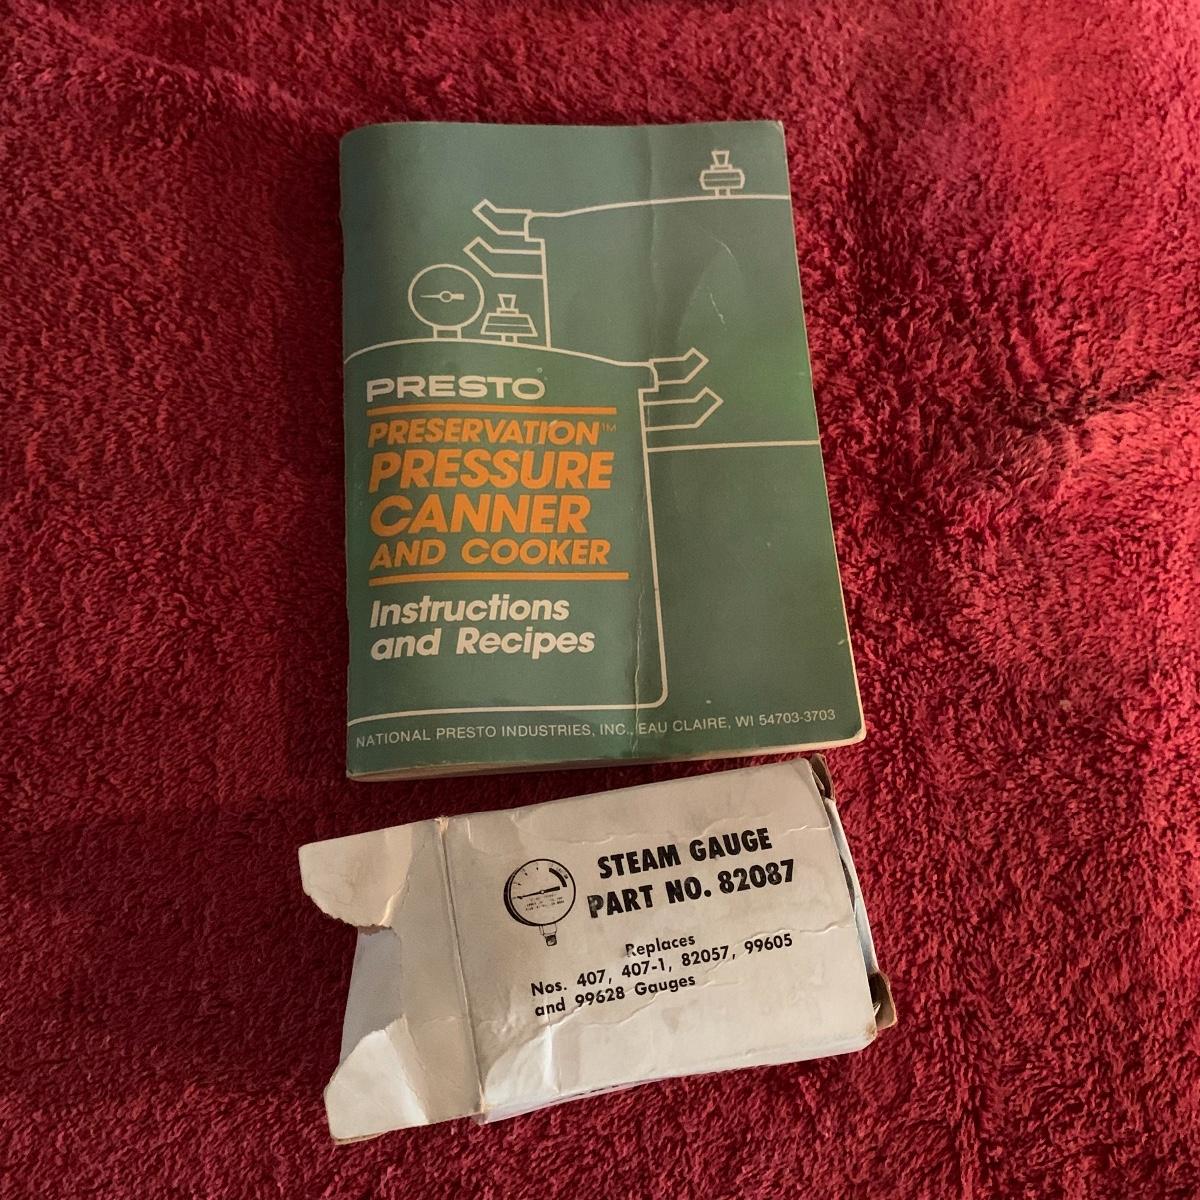 PRESTO
PRESERVATION™
PRESSURE
CANNER
AND COOKER
Instructions
and Recipes
NATIONAL PRESTO INDUSTRIES, INC., EAU CLAIRE, WI 54703-3703
STEAM GAUGE
PART NO. 82087
Replaces
Nos. 407, 407-1, 82057, 99605
and 99628 Gauges